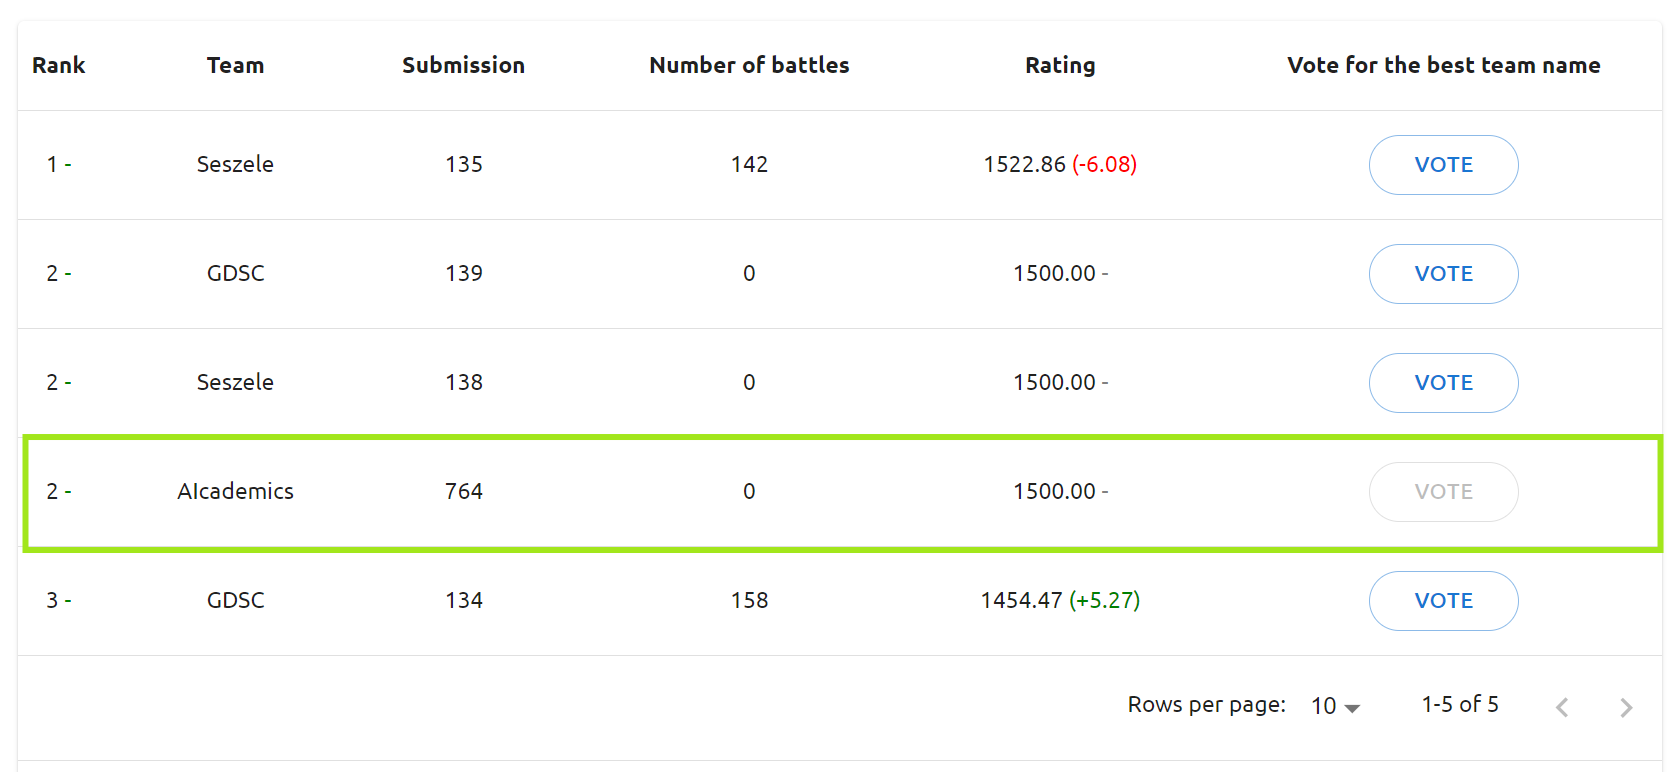 Rank Team Submission Number of battles Rating Vote for the best team name
1 - Seszele 135 142 1522.86 (-6.08) VOTE
2 - GDSC 139 0 1500.00 - VOTE
2 - Seszele 138 0 1500.00 - VOTE
2 - AIcademics 764 0 1500.00 - VOTE
3 - GDSC 134 158 1454.47 (+5.27) VOTE
Rows per page: 10 1-5 of 5